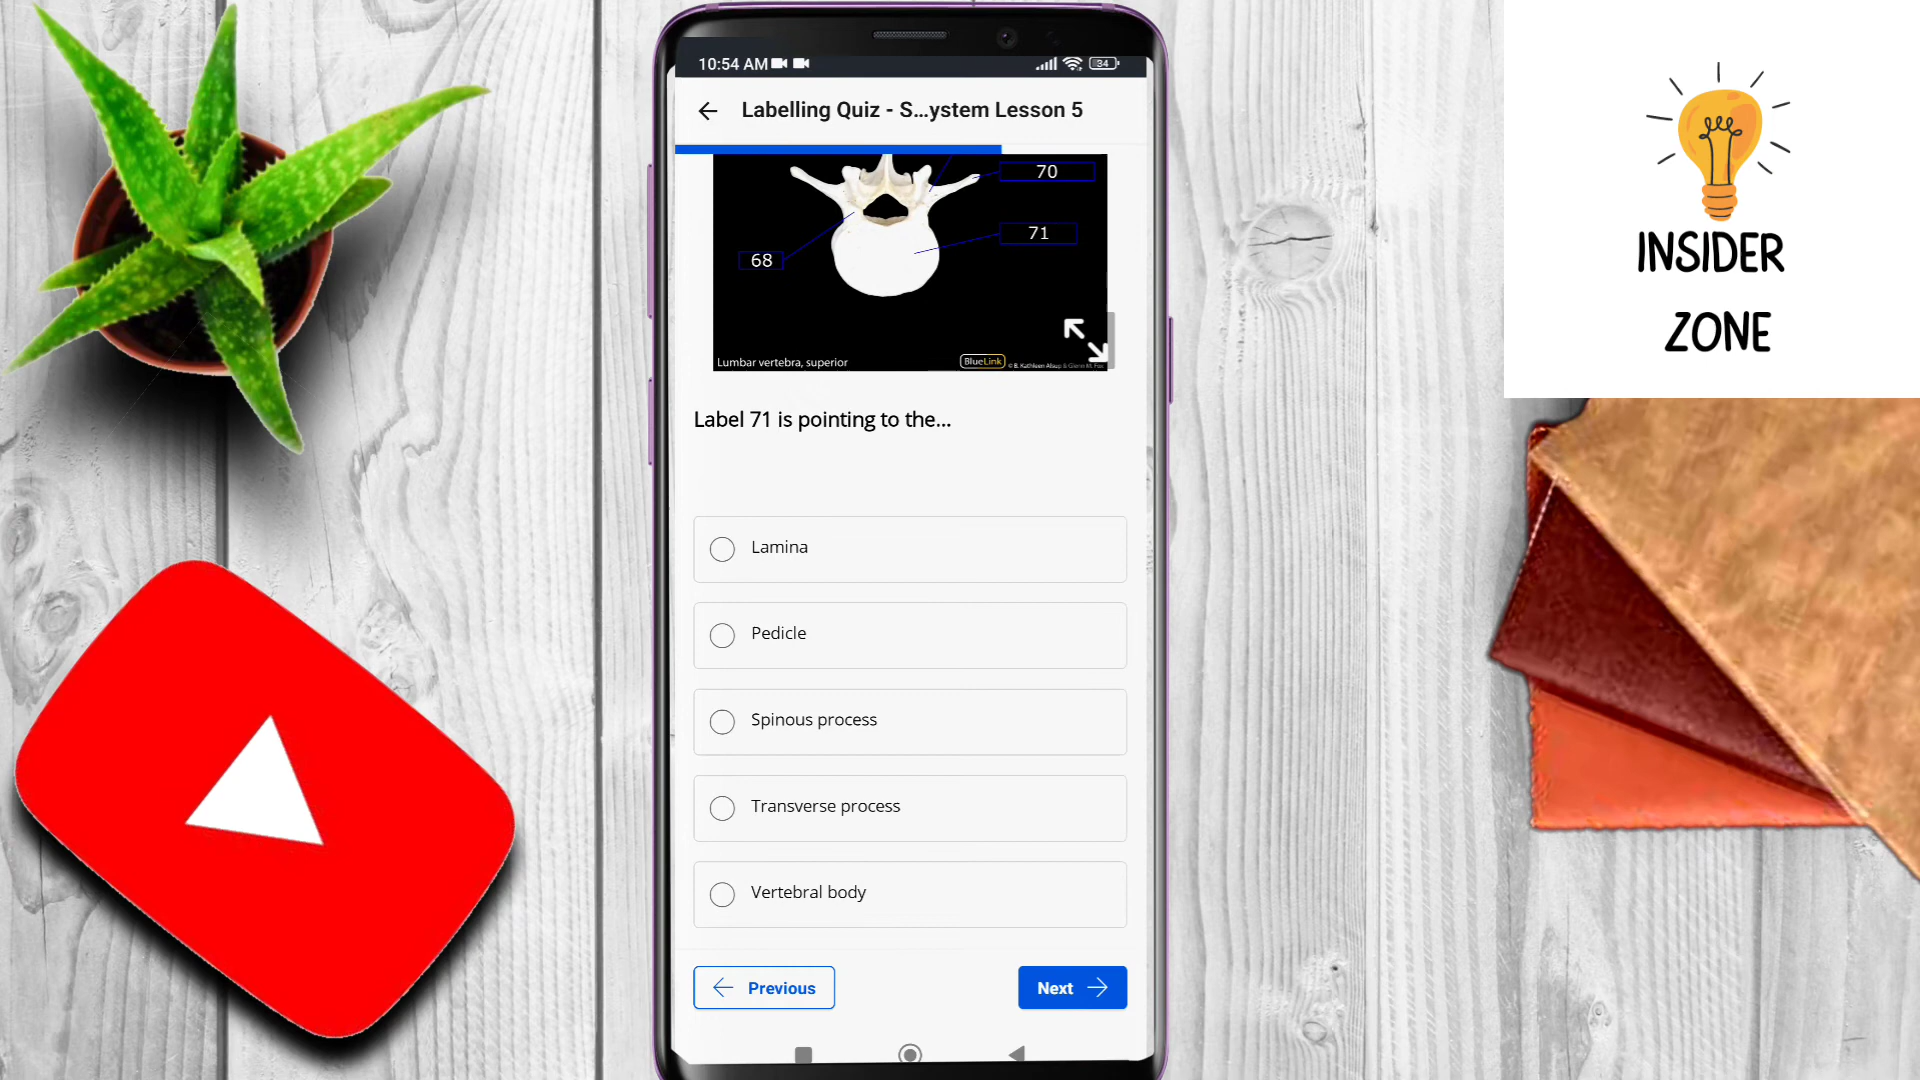 10:54 AM
34
Labelling Quiz - S...ystem Lesson 5
70
71
68
Lumbar vertebra, superior
BlueLink
Label 71 is pointing to the...
Lamina
Pedicle
Spinous process
Transverse process
Vertebral body
Previous
Next
INSIDER
ZONE